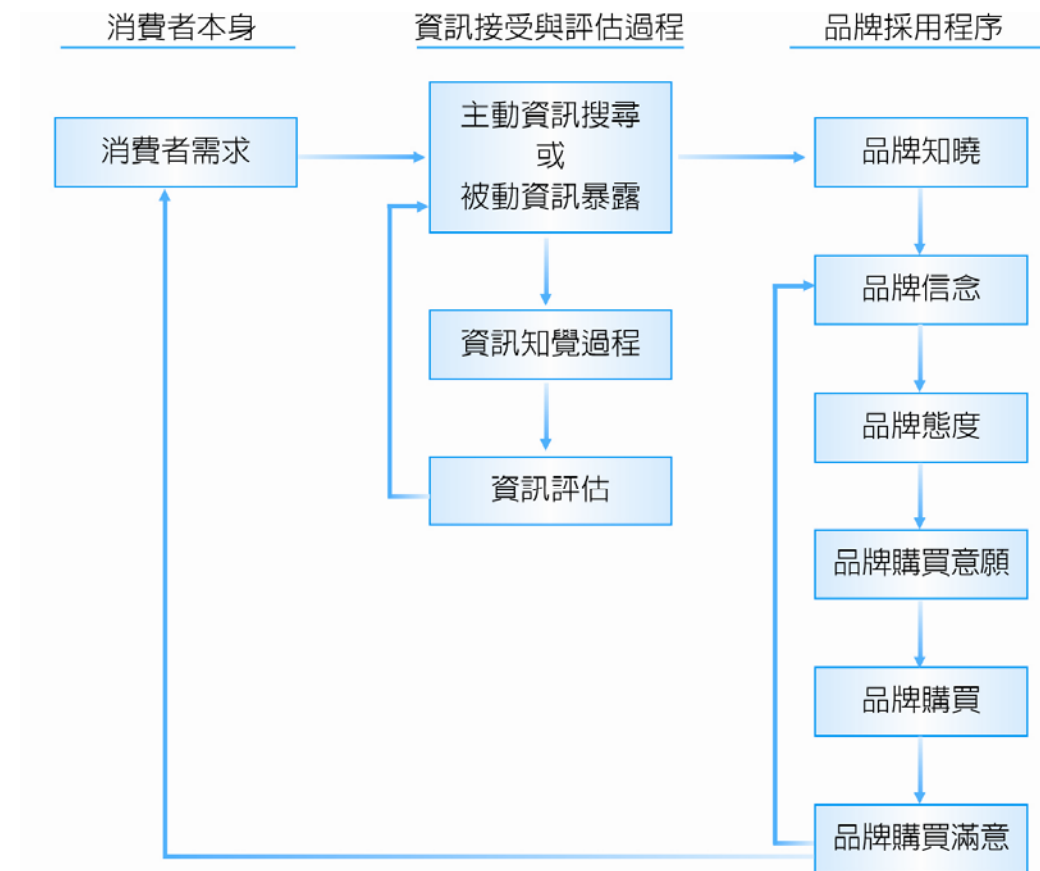 消費者本身
資訊接受與評估過程
品牌採用程序
消費者需求
主動資訊搜尋
或
被動資訊暴露
資訊知覺過程
資訊評估
品牌知曉
品牌信念
品牌態度
品牌購買意願
品牌購買
品牌購買滿意